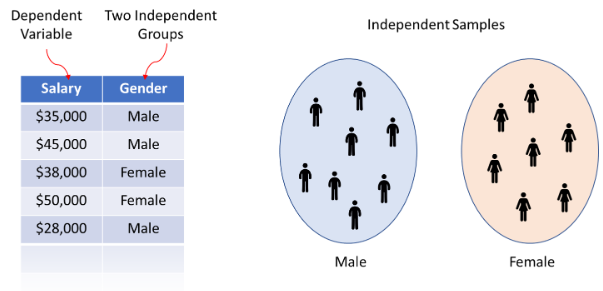 Dependent
Variable
Two Independent
Groups
Independent Samples
Salary Gender
$35,000 Male
$45,000 Male
$38,000 Female
$50,000 Female
$28,000 Male
Male
Female